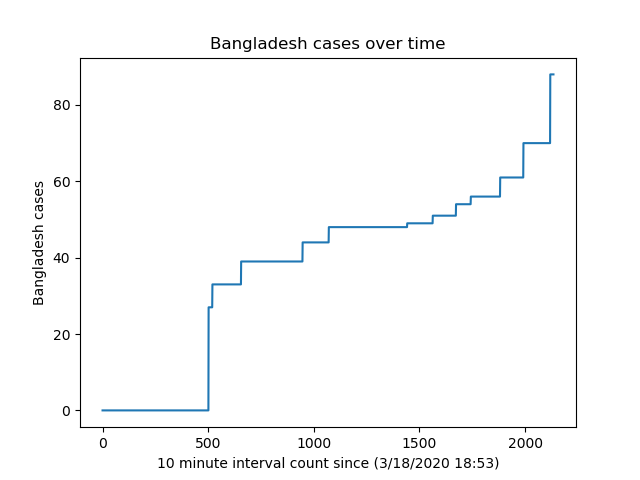 Bangladesh cases over time
Bangladesh cases
80
60
40
20
0
0 500 1000 1500 2000
10 minute interval count since (3/18/2020 18:53)